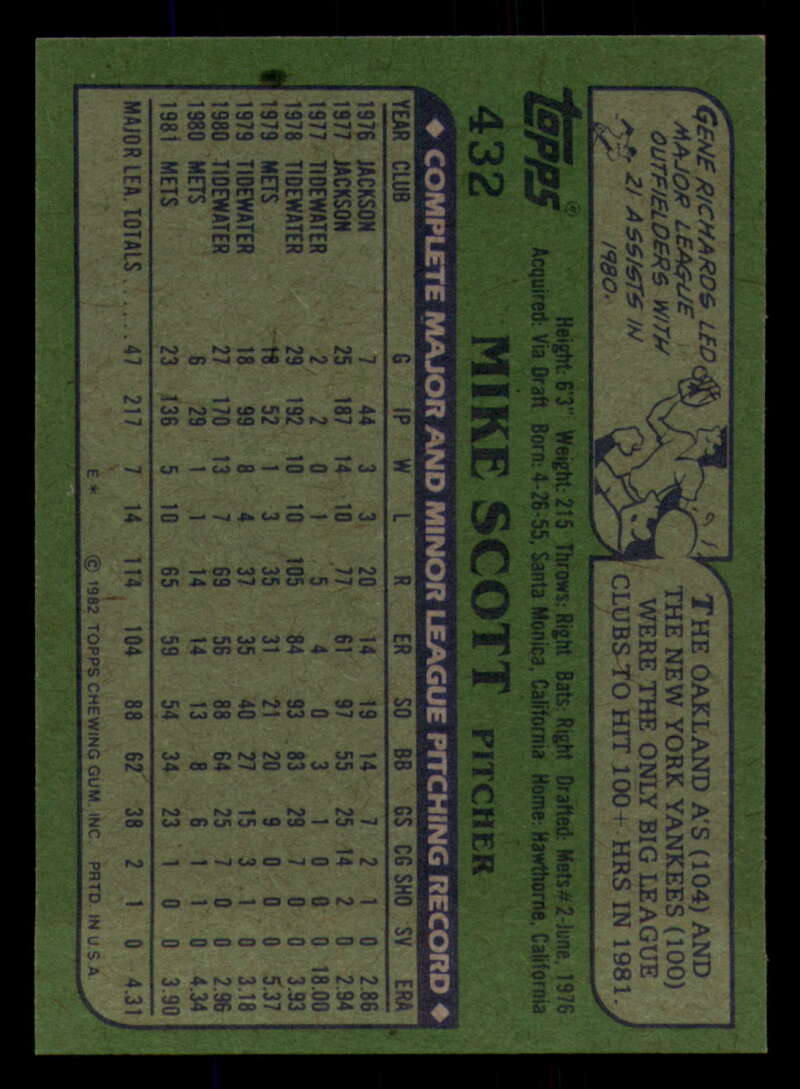 GENE RICHARDS LED
MAJOR LEAGUE
OUTFIELDERS WITH
21 ASSISTS IN
1980.
THE OAKLAND A'S (104) AND
THE NEW YORK YANKEES (100)
WERE THE ONLY BIG LEAGUE
CLUBS TO HIT 100+ HRS IN 1981.
topps®
432 MIKE SCOTT PITCHER
Height: 6'3" Weight: 215 Throws: Right Bats: Right Drafted: Mets #2-June, 1976
Acquired: Via Draft Born: 4-26-55, Santa Monica, California Home: Hawthorne, California
◆ COMPLETE MAJOR AND MINOR LEAGUE PITCHING RECORD ◆
YEAR CLUB G IP W L R ER SO BB GS CG SHO SV ERA
1976 JACKSON 7 44 3 3 20 14 19 14 7 2 1 0 2.86
1977 JACKSON 25 187 14 10 77 61 97 55 25 14 2 0 2.94
1977 TIDEWATER 2 2 0 1 5 4 0 3 1 0 0 0 18.00
1978 TIDEWATER 29 192 10 10 105 84 93 83 29 7 0 0 3.93
1979 METS 18 52 1 3 35 31 21 20 9 0 0 0 5.37
1979 TIDEWATER 18 99 8 4 37 35 40 27 15 3 1 0 3.18
1980 TIDEWATER 27 170 13 7 69 56 88 64 25 7 0 0 2.96
1980 METS 6 29 1 1 14 14 13 8 6 1 1 0 4.34
1981 METS 23 136 5 10 65 59 54 34 23 1 0 0 3.90
MAJOR LEA. TOTALS...... 47 217 7 14 114 104 88 62 38 2 1 0 4.31
E* © 1982 TOPPS CHEWING GUM, INC. PRTD. IN U.S.A.